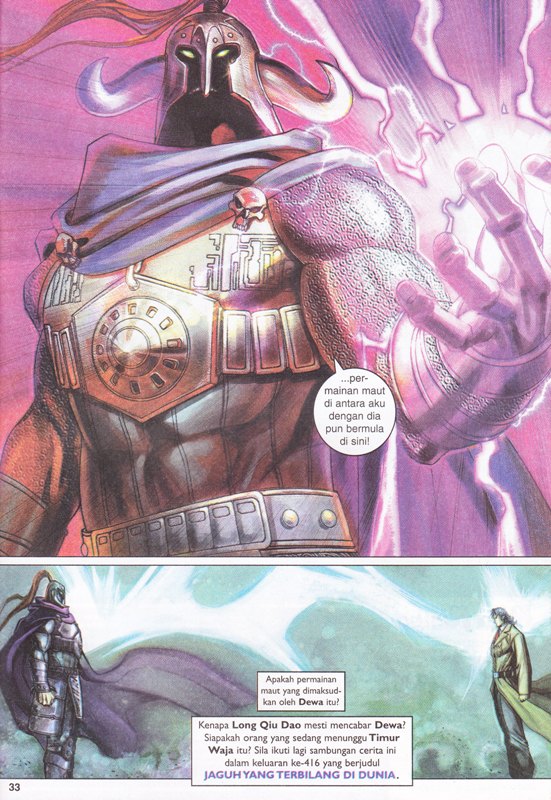 ...per-
mainan maut
di antara aku
dengan dia
pun bermula
di sini!
Apakah permainan
maut yang dimaksud-
kan oleh Dewa itu?
Kenapa Long Qiu Dao mesti mencabar Dewa?
Siapakah orang yang sedang menunggu Timur
Waja itu? Sila ikuti lagi sambungan cerita ini
dalam keluaran ke-416 yang berjudul
JAGUH YANG TERBILANG DI DUNIA.
33